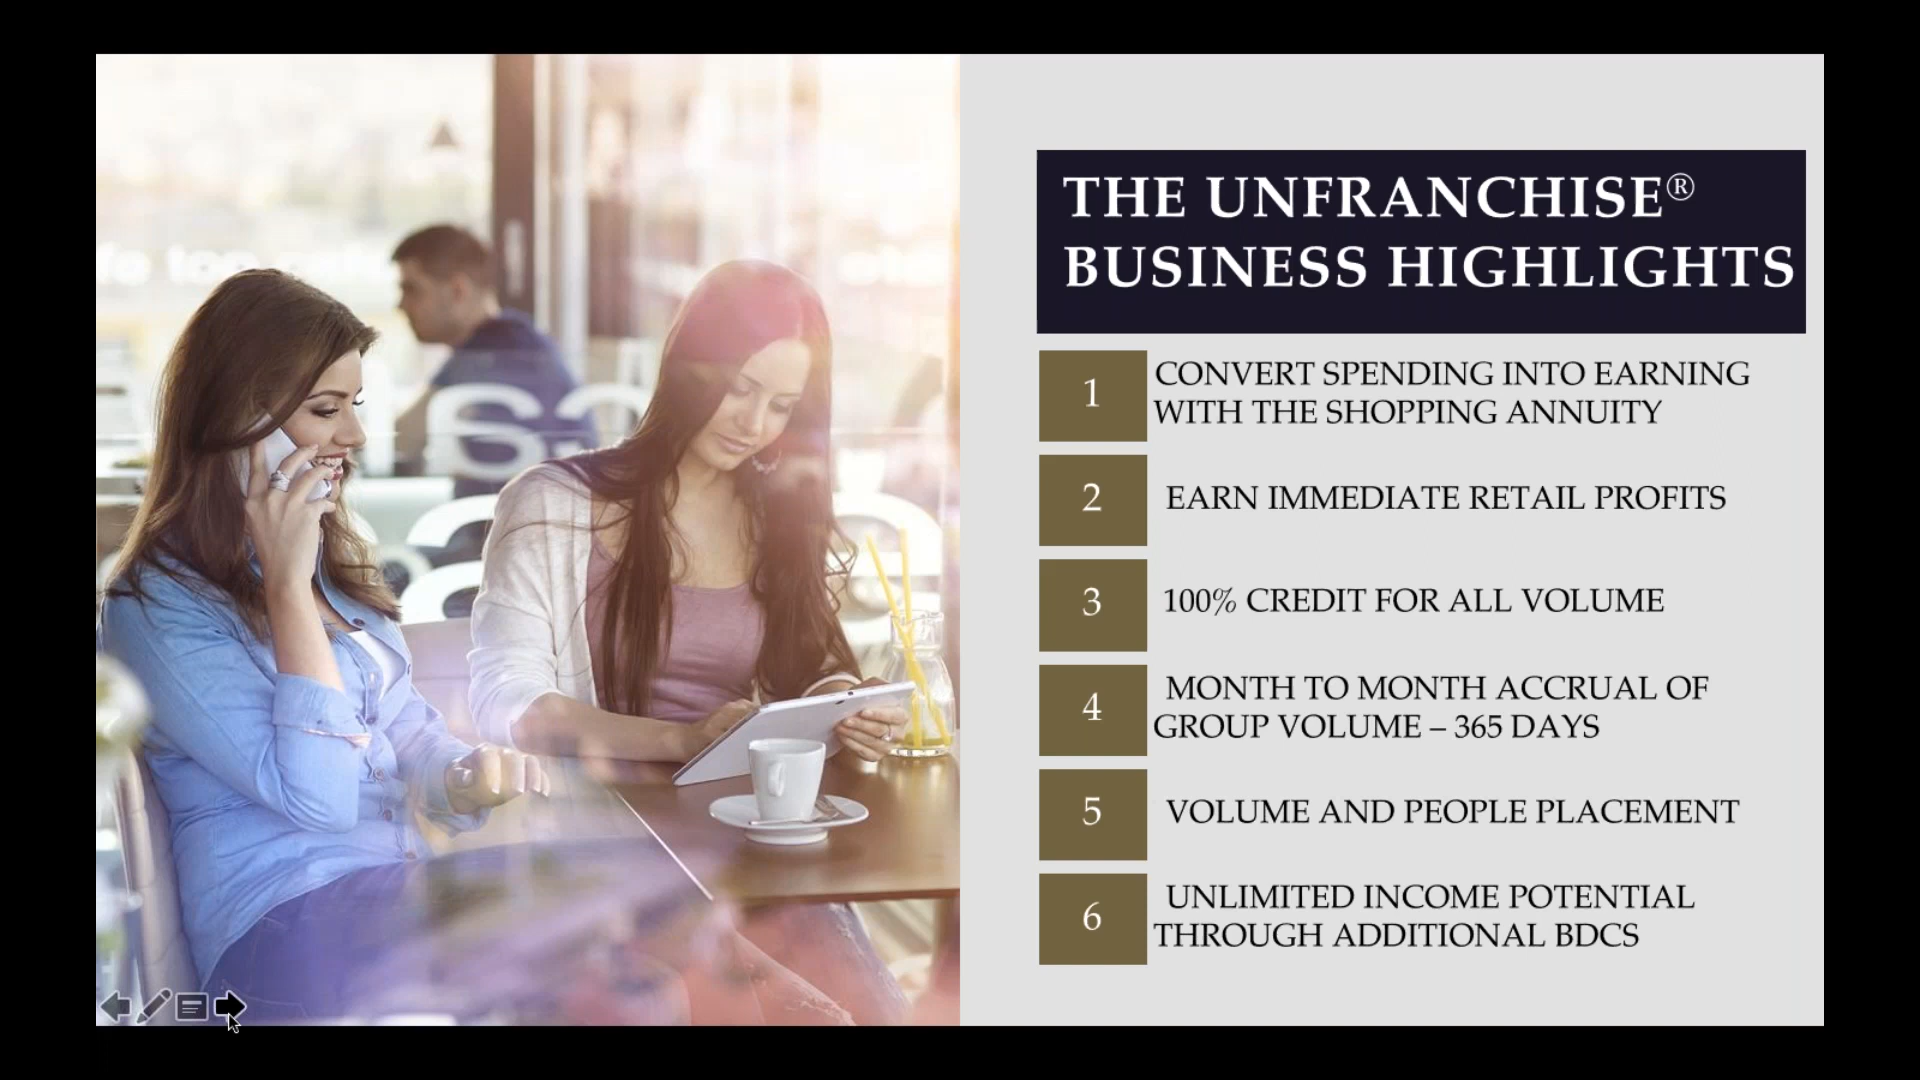 THE UNFRANCHISE®
BUSINESS HIGHLIGHTS
1
CONVERT SPENDING INTO EARNING
WITH THE SHOPPING ANNUITY
2
EARN IMMEDIATE RETAIL PROFITS
3
100% CREDIT FOR ALL VOLUME
4
MONTH TO MONTH ACCRUAL OF
GROUP VOLUME – 365 DAYS
5
VOLUME AND PEOPLE PLACEMENT
6
UNLIMITED INCOME POTENTIAL
THROUGH ADDITIONAL BDCS